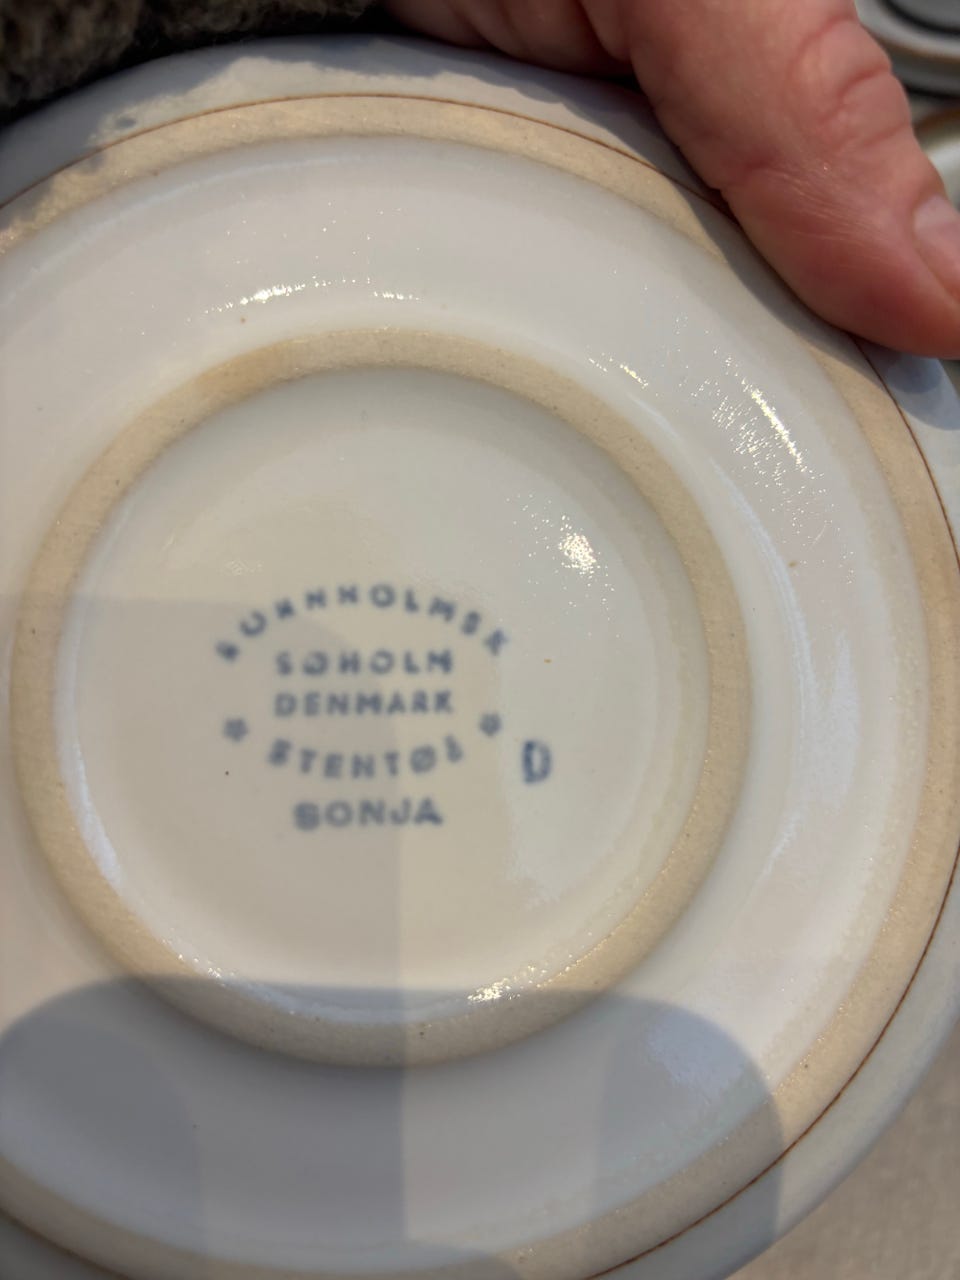 BORNHOLMSK
SØHOLM
DENMARK
* STENTØJ *
D
SONJA